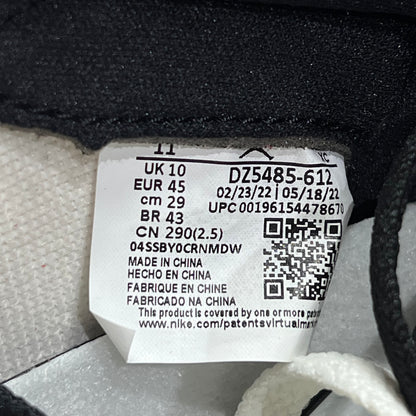 11 YC
UK 10 DZ5485-612
EUR 45 02/23/22 | 05/18/22
cm 29 UPC 00196154478670
BR 43
CN 290(2.5)
04SSBY0CRNMDW
MADE IN CHINA
HECHO EN CHINA
FABRIQUE EN CHINE
FABRICADO NA CHINA
This product is covered by one or more paten
www.nike.com/patentsvirtualmar